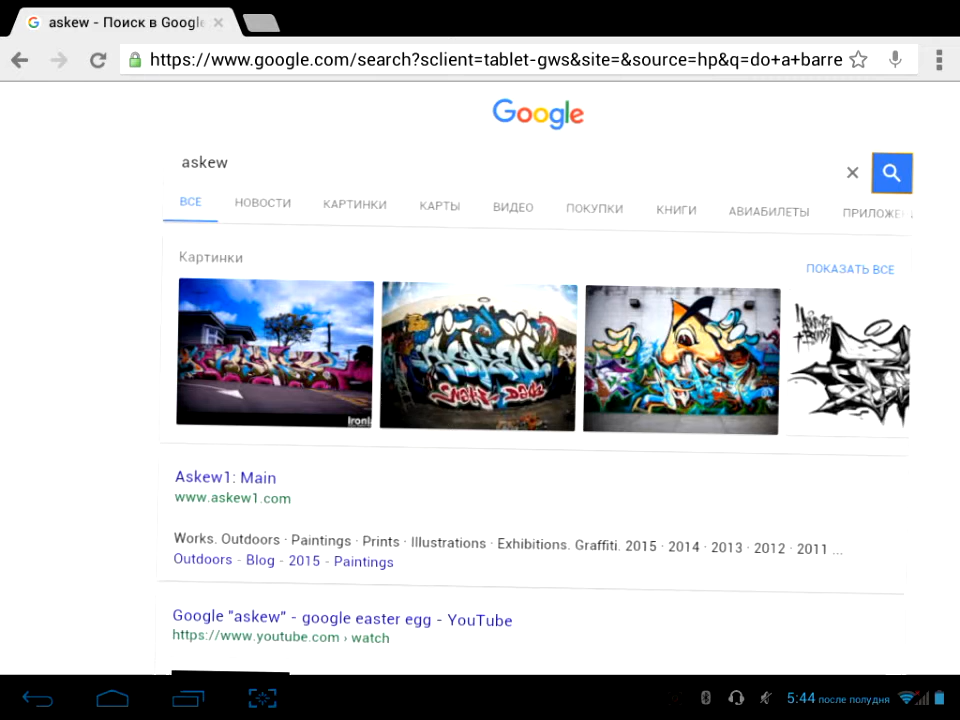 askew - Поиск в Google
https://www.google.com/search?sclient=tablet-gws&site=&source=hp&q=do+a+barre
Google
askew
ВСЕ НОВОСТИ КАРТИНКИ КАРТЫ ВИДЕО ПОКУПКИ КНИГИ АВИАБИЛЕТЫ ПРИЛОЖЕ
Картинки ПОКАЗАТЬ ВСЕ
Askew1: Main
www.askew1.com
Works. Outdoors · Paintings · Prints · Illustrations · Exhibitions. Graffiti. 2015 · 2014 · 2013 · 2012 · 2011 ...
Outdoors - Blog - 2015 - Paintings
Google "askew" - google easter egg - YouTube
https://www.youtube.com › watch
5:44 после полудня